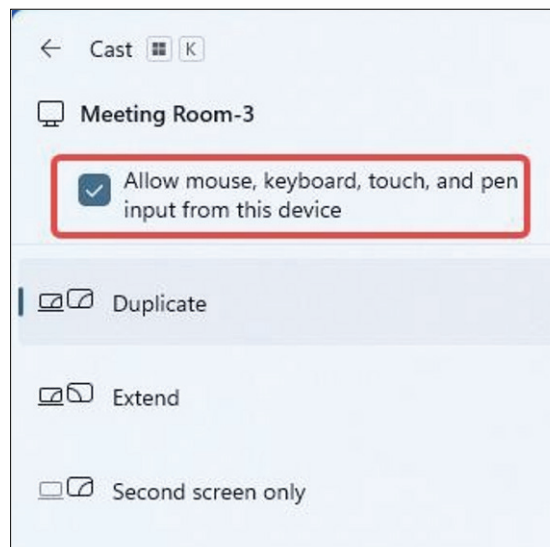 Cast K
Meeting Room-3
Allow mouse, keyboard, touch, and pen
input from this device
Duplicate
Extend
Second screen only